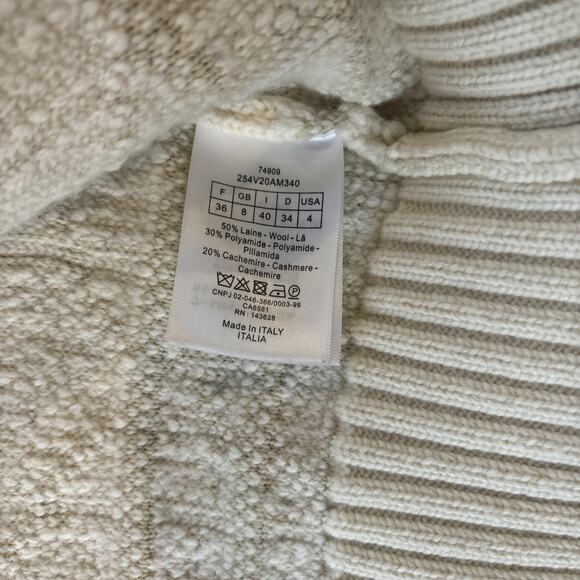 74909
254V20AM340
F GB I D USA
36 8 40 34 4
50% Laine - Wool - Lã
30% Polyamide - Polyamide -
Poliamida
20% Cachemire - Cashmere -
Cachemire
CNPJ 02-046-366/0003-99
CA6581
RN : 143628
Made in ITALY
ITALIA